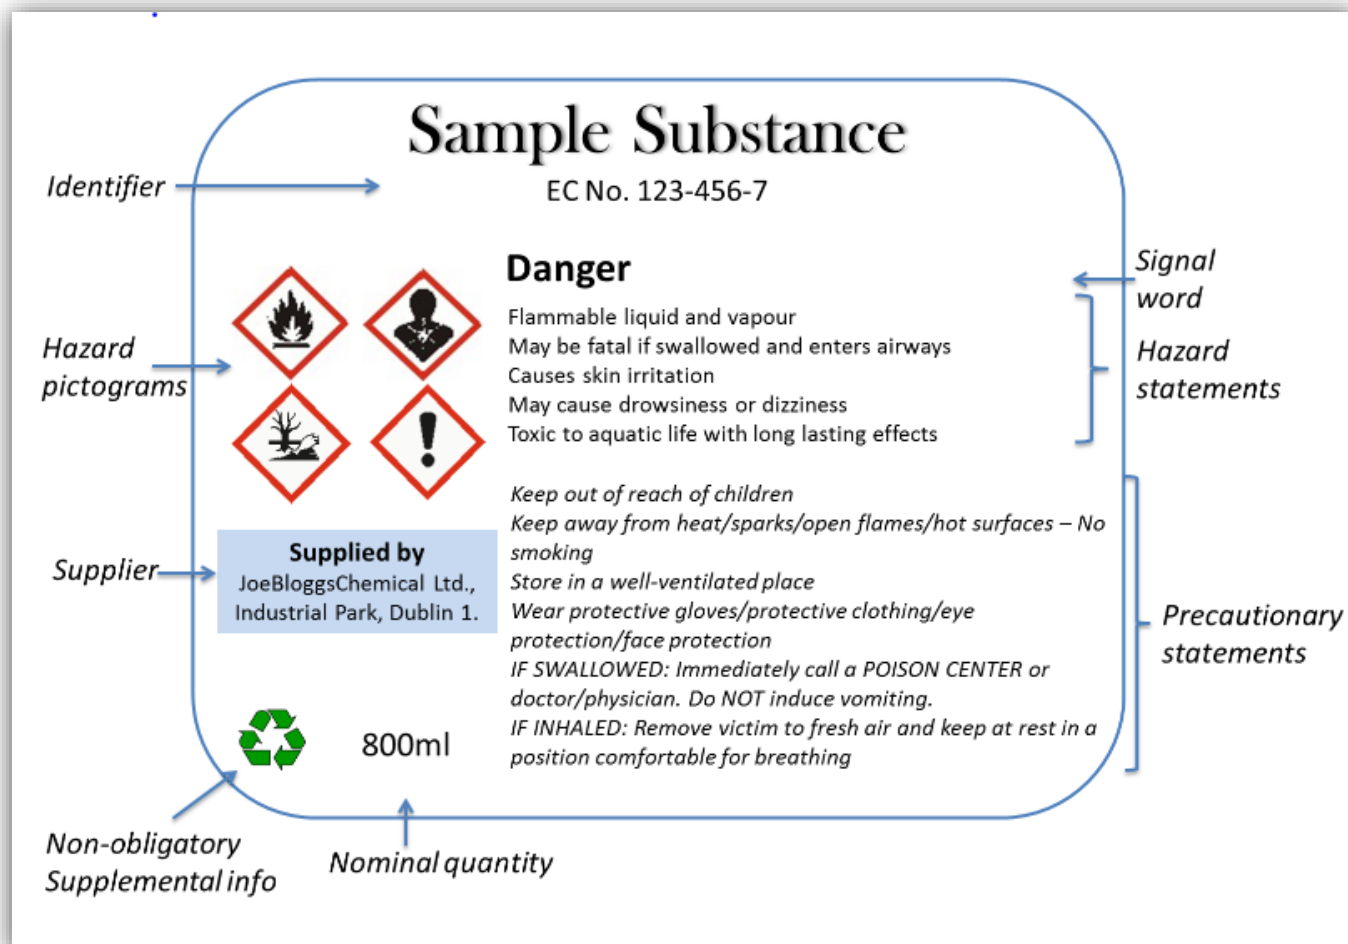 Sample Substance
EC No. 123-456-7
Identifier
Danger
Signal
word
Flammable liquid and vapour
May be fatal if swallowed and enters airways
Causes skin irritation
May cause drowsiness or dizziness
Toxic to aquatic life with long lasting effects
Hazard
statements
Hazard
pictograms
Keep out of reach of children
Keep away from heat/sparks/open flames/hot surfaces – No
smoking
Store in a well-ventilated place
Wear protective gloves/protective clothing/eye
protection/face protection
IF SWALLOWED: Immediately call a POISON CENTER or
doctor/physician. Do NOT induce vomiting.
IF INHALED: Remove victim to fresh air and keep at rest in a
position comfortable for breathing
Precautionary
statements
Supplier
Supplied by
JoeBloggsChemical Ltd.,
Industrial Park, Dublin 1.
800ml
Non-obligatory
Supplemental info
Nominal quantity